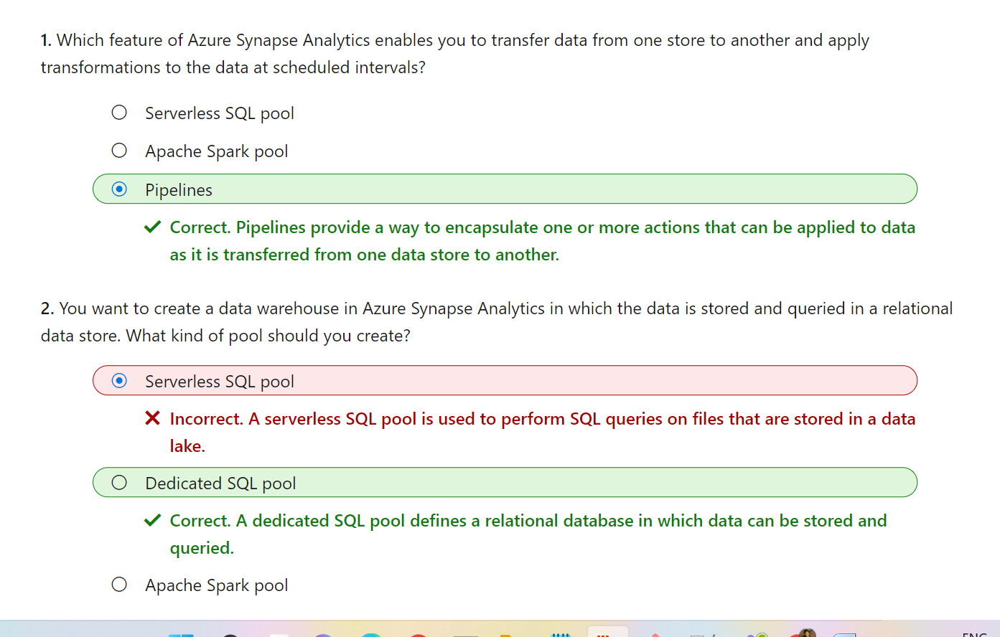 1. Which feature of Azure Synapse Analytics enables you to transfer data from one store to another and apply
transformations to the data at scheduled intervals?
Serverless SQL pool
Apache Spark pool
Pipelines
Correct. Pipelines provide a way to encapsulate one or more actions that can be applied to data
as it is transferred from one data store to another.
2. You want to create a data warehouse in Azure Synapse Analytics in which the data is stored and queried in a relational
data store. What kind of pool should you create?
Serverless SQL pool
Incorrect. A serverless SQL pool is used to perform SQL queries on files that are stored in a data
lake.
Dedicated SQL pool
Correct. A dedicated SQL pool defines a relational database in which data can be stored and
queried.
Apache Spark pool